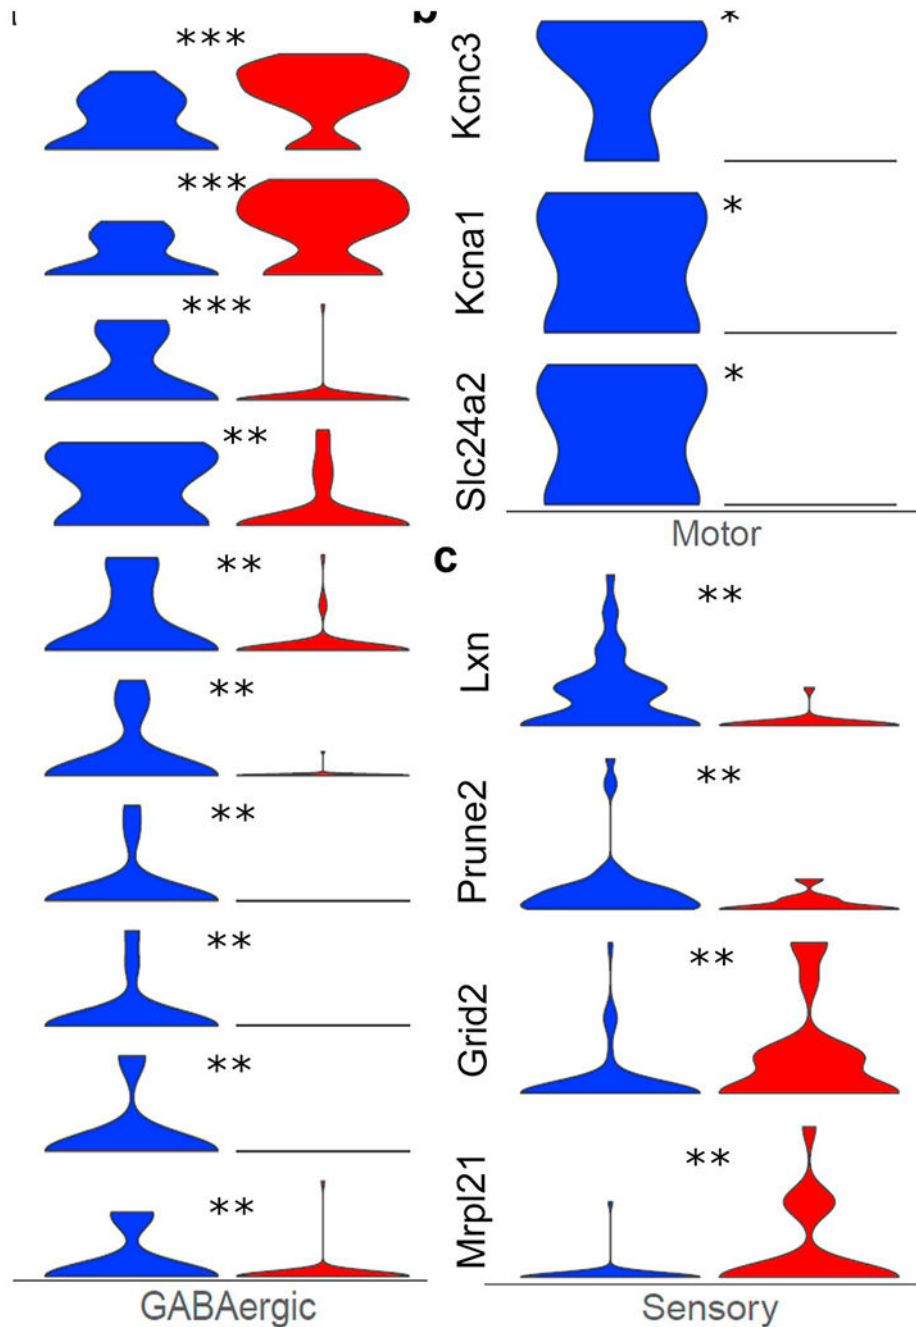 ***
***
***
**
**
**
**
**
**
**
GABAergic
b
Kcnc3
*
Kcna1
*
Slc24a2
*
Motor
c
Lxn
**
Prune2
**
Grid2
**
Mrpl21
**
Sensory